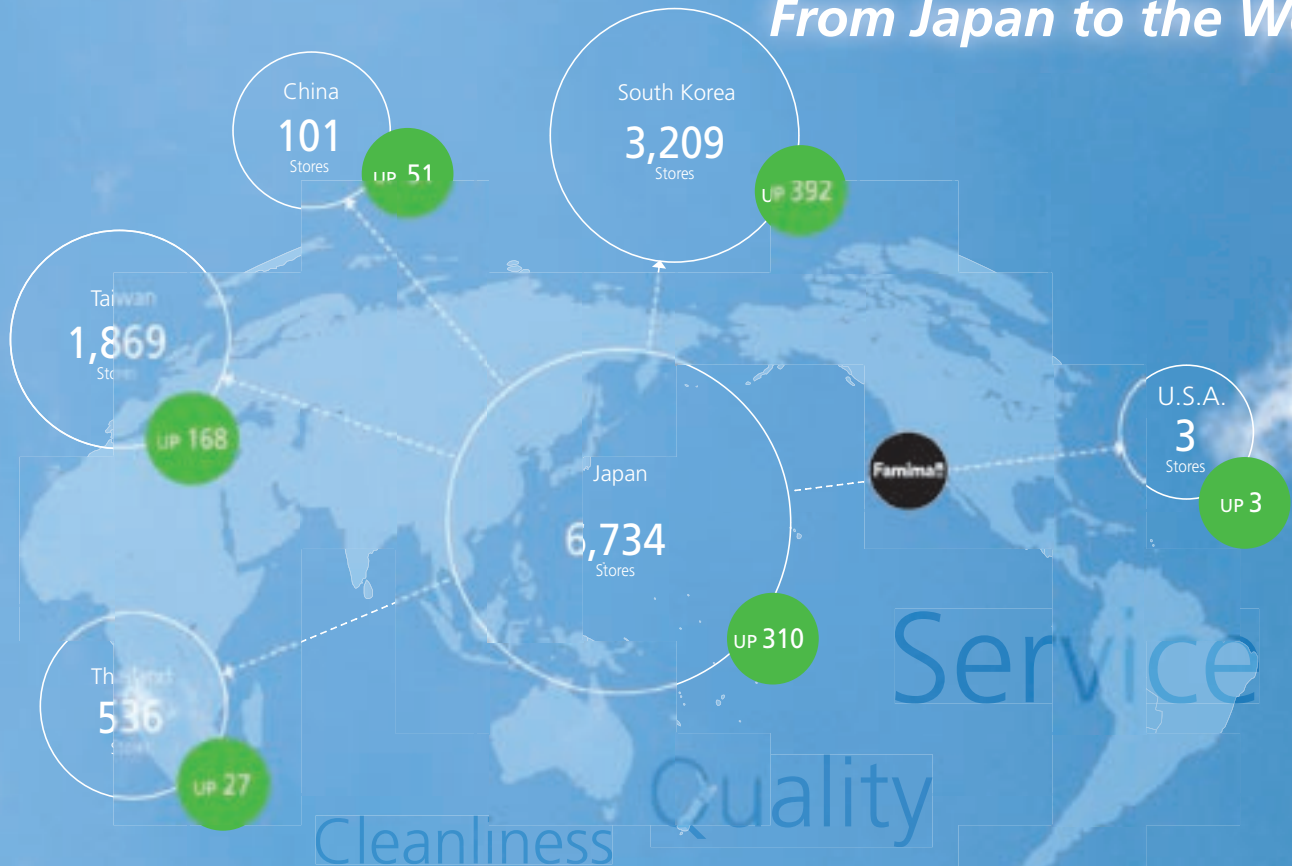 From Japan to the
China
101
Stores
UP 51
South Korea
3,209
Stores
UP 392
Taiwan
1,869
Stores
UP 168
U.S.A.
3
Stores
UP 3
Famima!!
Japan
6,734
Stores
UP 310
Thailand
536
Stores
UP 27
Service
Quality
Cleanliness